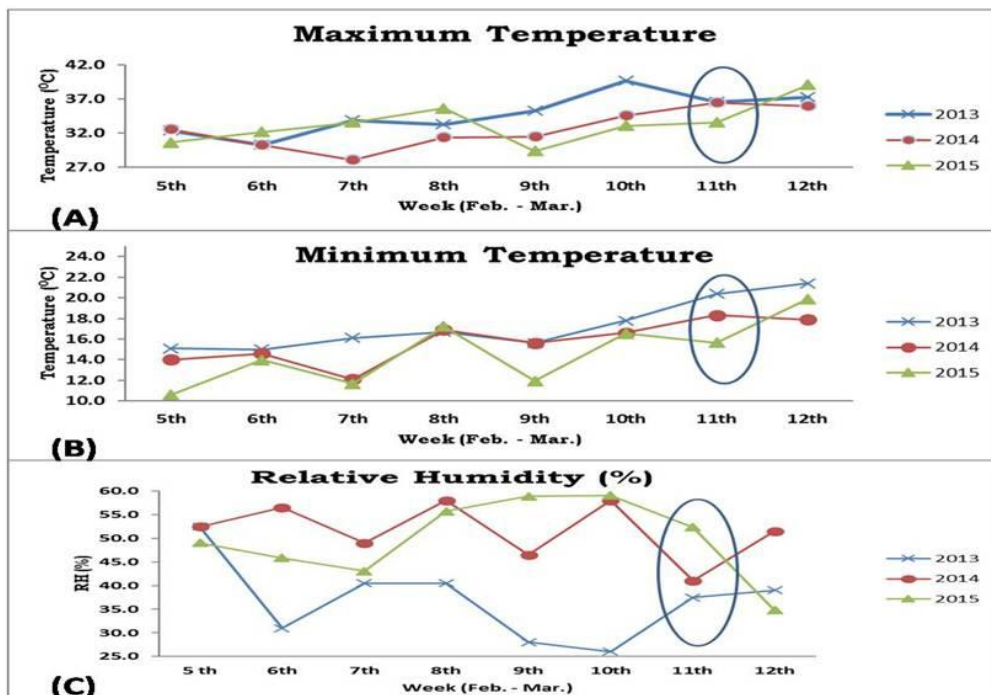 Maximum Temperature
42.0
37.0
32.0
27.0
Temperature (⁰C)
5th 6th 7th 8th 9th 10th 11th 12th
Week (Feb. - Mar.)
2013
2014
2015
(A)
Minimum Temperature
24.0
22.0
20.0
18.0
16.0
14.0
12.0
10.0
Temperature (⁰C)
5th 6th 7th 8th 9th 10th 11th 12th
Week (Feb. - Mar.)
2013
2014
2015
(B)
Relative Humidity (%)
60.0
55.0
50.0
45.0
40.0
35.0
30.0
25.0
RH (%)
5 th 6th 7th 8th 9th 10th 11th 12th
Week (Feb. - Mar.)
2013
2014
2015
(C)